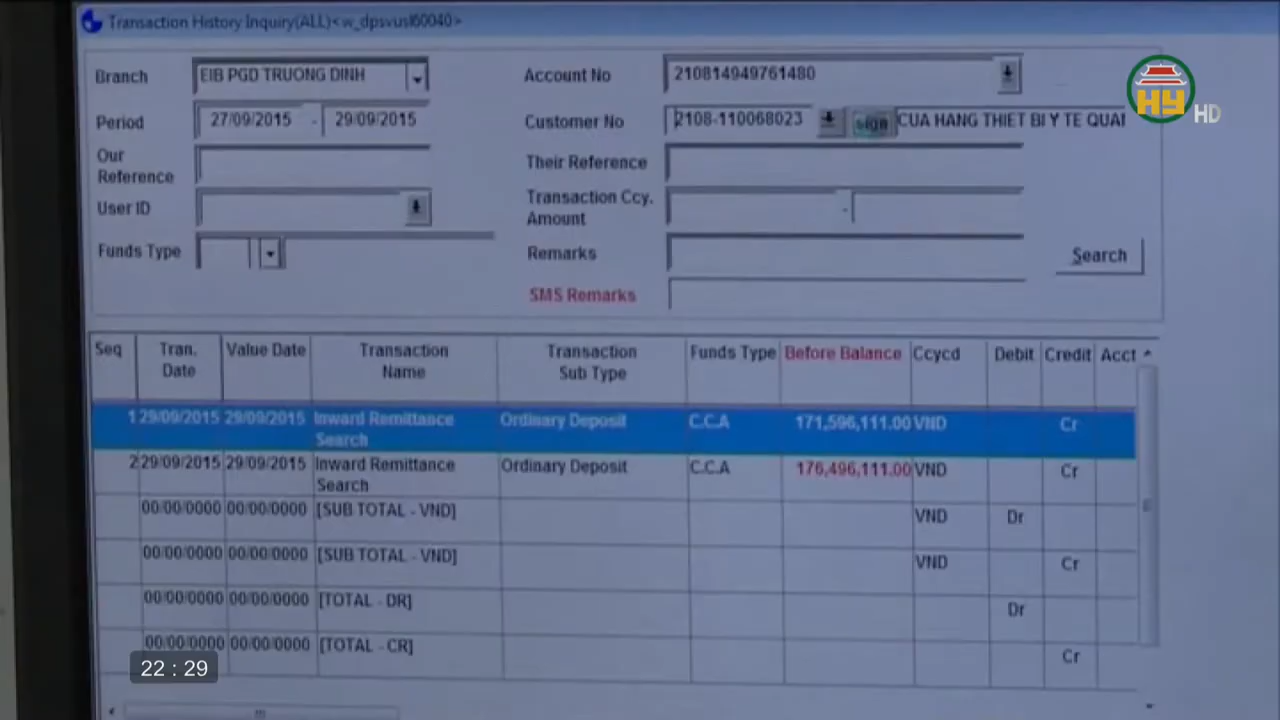 Transaction History Inquiry(ALL)<w_dpsvusl60040>
Branch EIB PGD TRUONG DINH Account No 210814949761480
Period 27/09/2015 - 29/09/2015 Customer No 2108-110068023 sign CUA HANG THIET BI Y TE QUAI
Our Reference Their Reference
User ID Transaction Ccy. Amount -
Funds Type Remarks Search
SMS Remarks
HY HD
Seq Tran. Date Value Date Transaction Name Transaction Sub Type Funds Type Before Balance Ccycd Debit Credit Acct
1 29/09/2015 29/09/2015 Inward Remittance Search Ordinary Deposit C.C.A 171,596,111.00 VND Cr
2 29/09/2015 29/09/2015 Inward Remittance Search Ordinary Deposit C.C.A 176,496,111.00 VND Cr
00/00/0000 00/00/0000 [SUB TOTAL - VND] VND Dr
00/00/0000 00/00/0000 [SUB TOTAL - VND] VND Cr
00/00/0000 00/00/0000 [TOTAL - DR] Dr
00/00/0000 00/00/0000 [TOTAL - CR] Cr
22 : 29